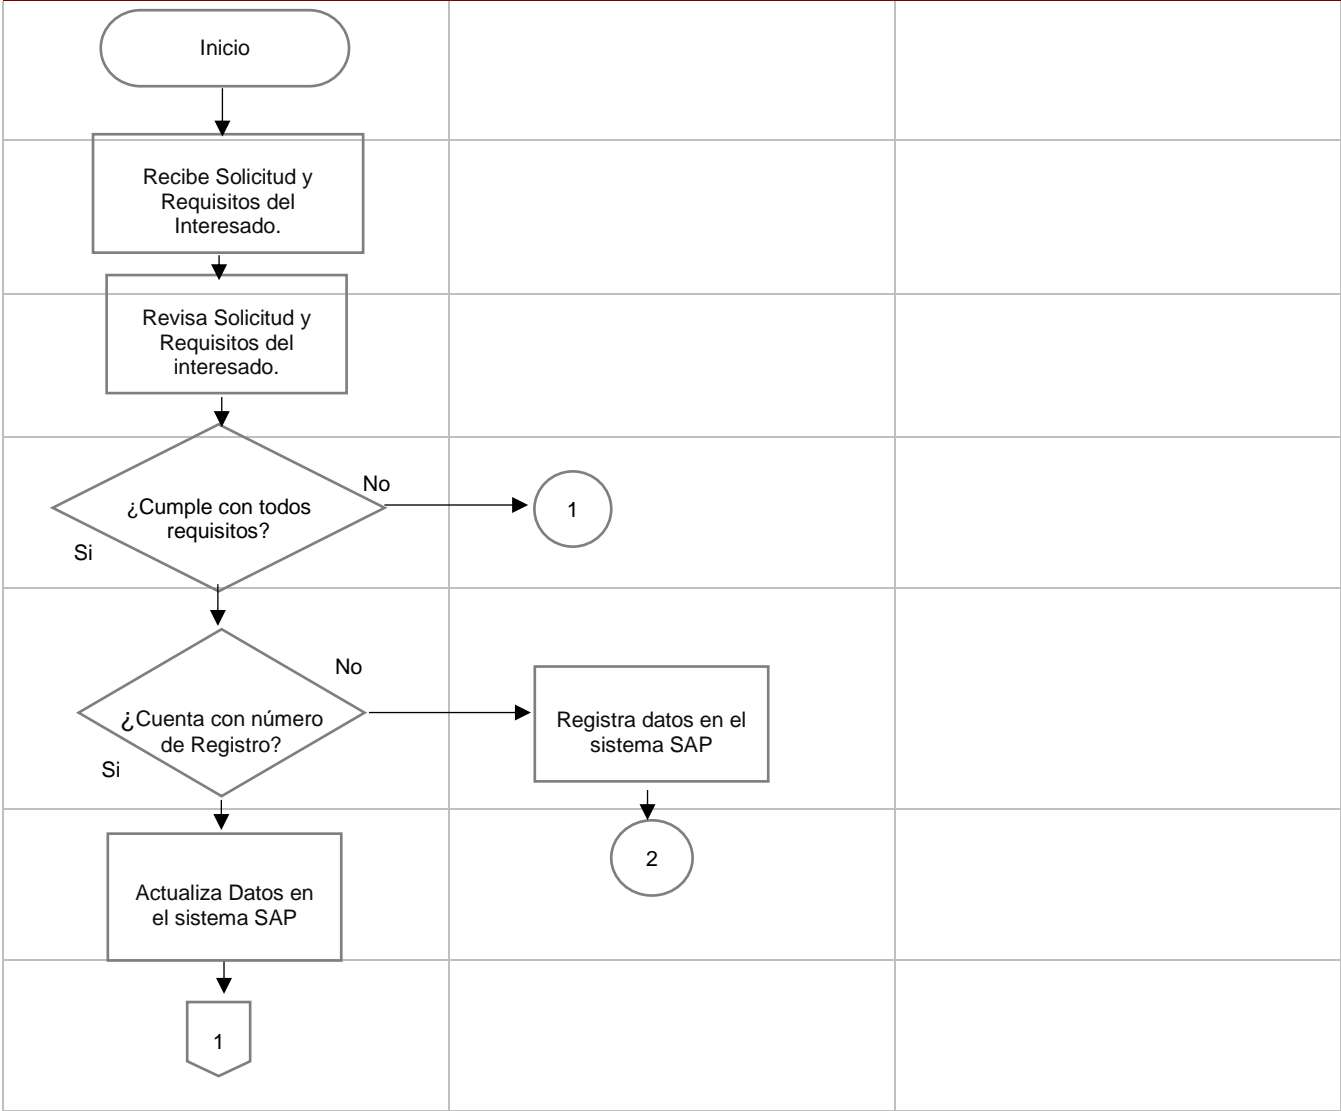 Inicio
Recibe Solicitud y
Requisitos del
Interesado.
Revisa Solicitud y
Requisitos del
interesado.
No
¿Cumple con todos
requisitos?
Si
1
No
¿Cuenta con número
de Registro?
Si
Registra datos en el
sistema SAP
2
Actualiza Datos en
el sistema SAP
1